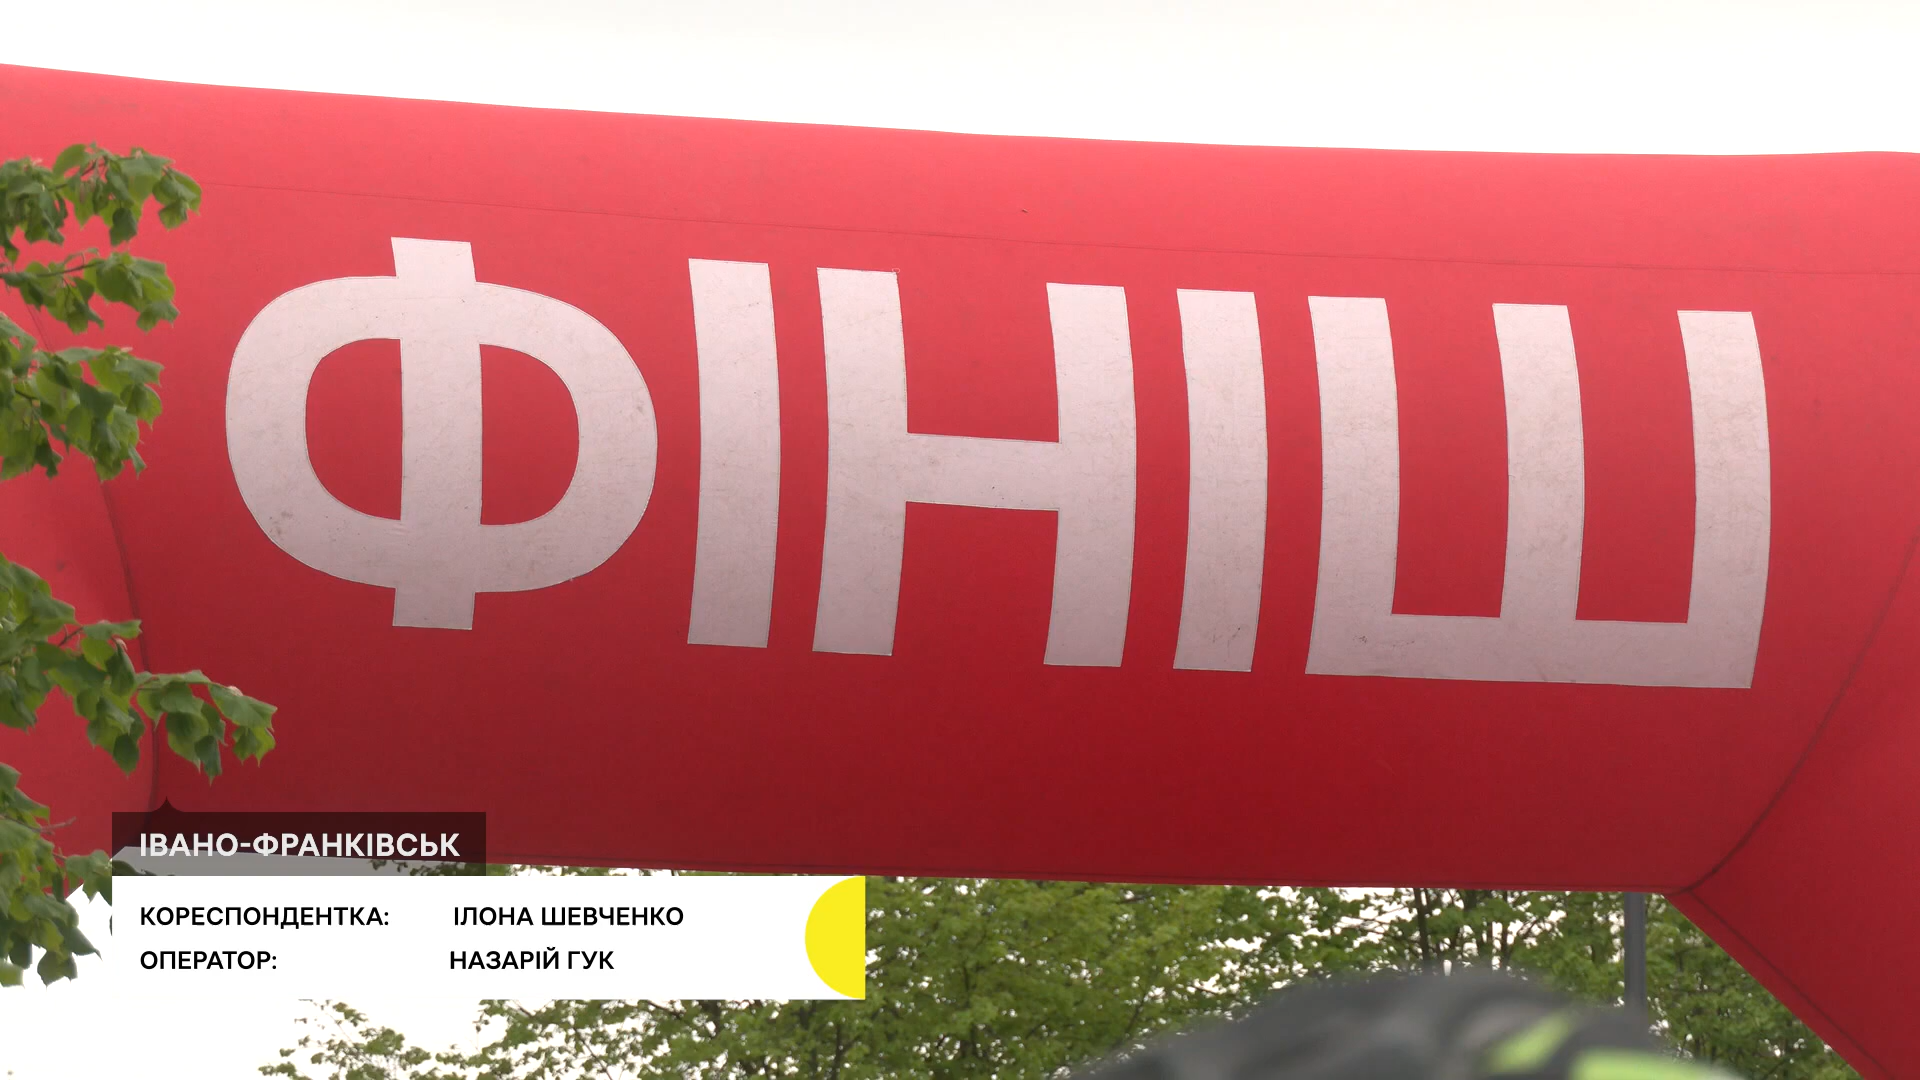 ФІНІШ
ІВАНО-ФРАНКІВСЬК
КОРЕСПОНДЕНТКА: ІЛОНА ШЕВЧЕНКО
ОПЕРАТОР: НАЗАРІЙ ГУК